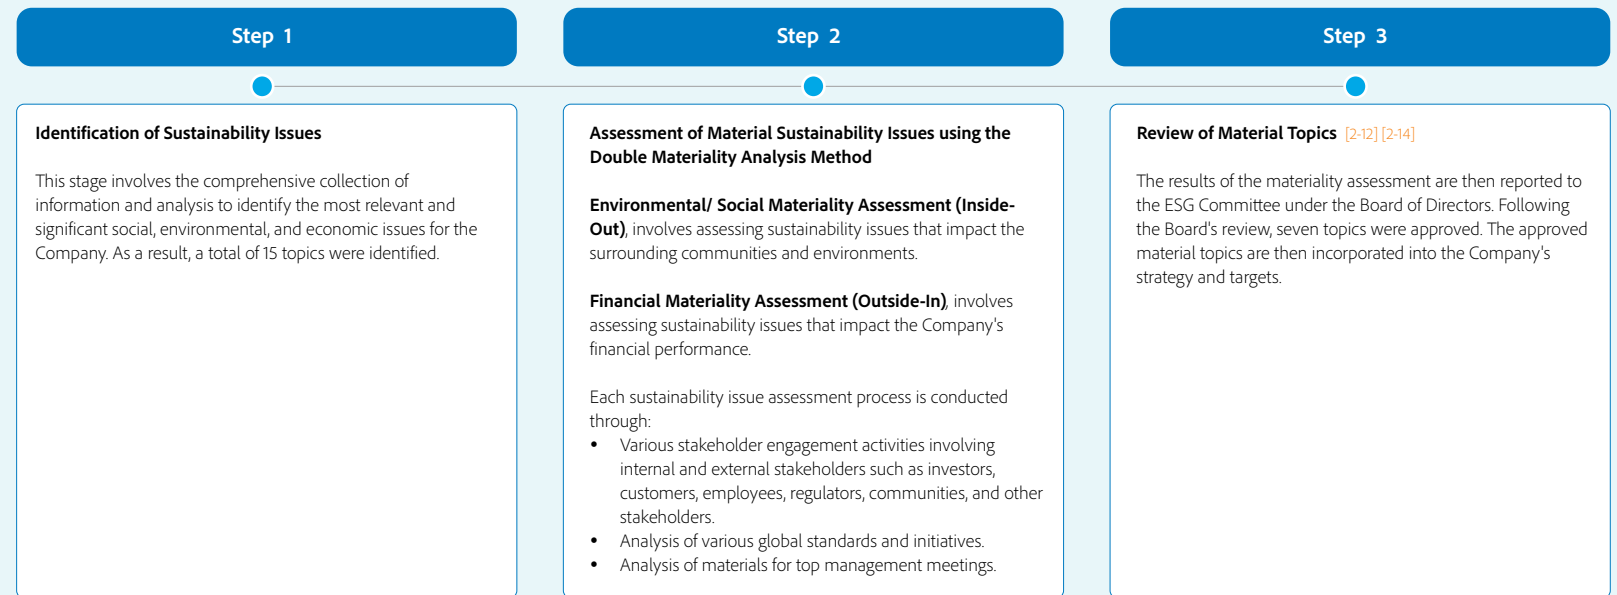 Step 1
Step 2
Step 3
Identification of Sustainability Issues
This stage involves the comprehensive collection of
information and analysis to identify the most relevant and
significant social, environmental, and economic issues for the
Company. As a result, a total of 15 topics were identified.
Assessment of Material Sustainability Issues using the
Double Materiality Analysis Method
Environmental/ Social Materiality Assessment (Inside-
Out), involves assessing sustainability issues that impact the
surrounding communities and environments.
Financial Materiality Assessment (Outside-In), involves
assessing sustainability issues that impact the Company's
financial performance.
Each sustainability issue assessment process is conducted
through:
• Various stakeholder engagement activities involving
internal and external stakeholders such as investors,
customers, employees, regulators, communities, and other
stakeholders.
• Analysis of various global standards and initiatives.
• Analysis of materials for top management meetings.
Review of Material Topics [2-12] [2-14]
The results of the materiality assessment are then reported to
the ESG Committee under the Board of Directors. Following
the Board's review, seven topics were approved. The approved
material topics are then incorporated into the Company's
strategy and targets.